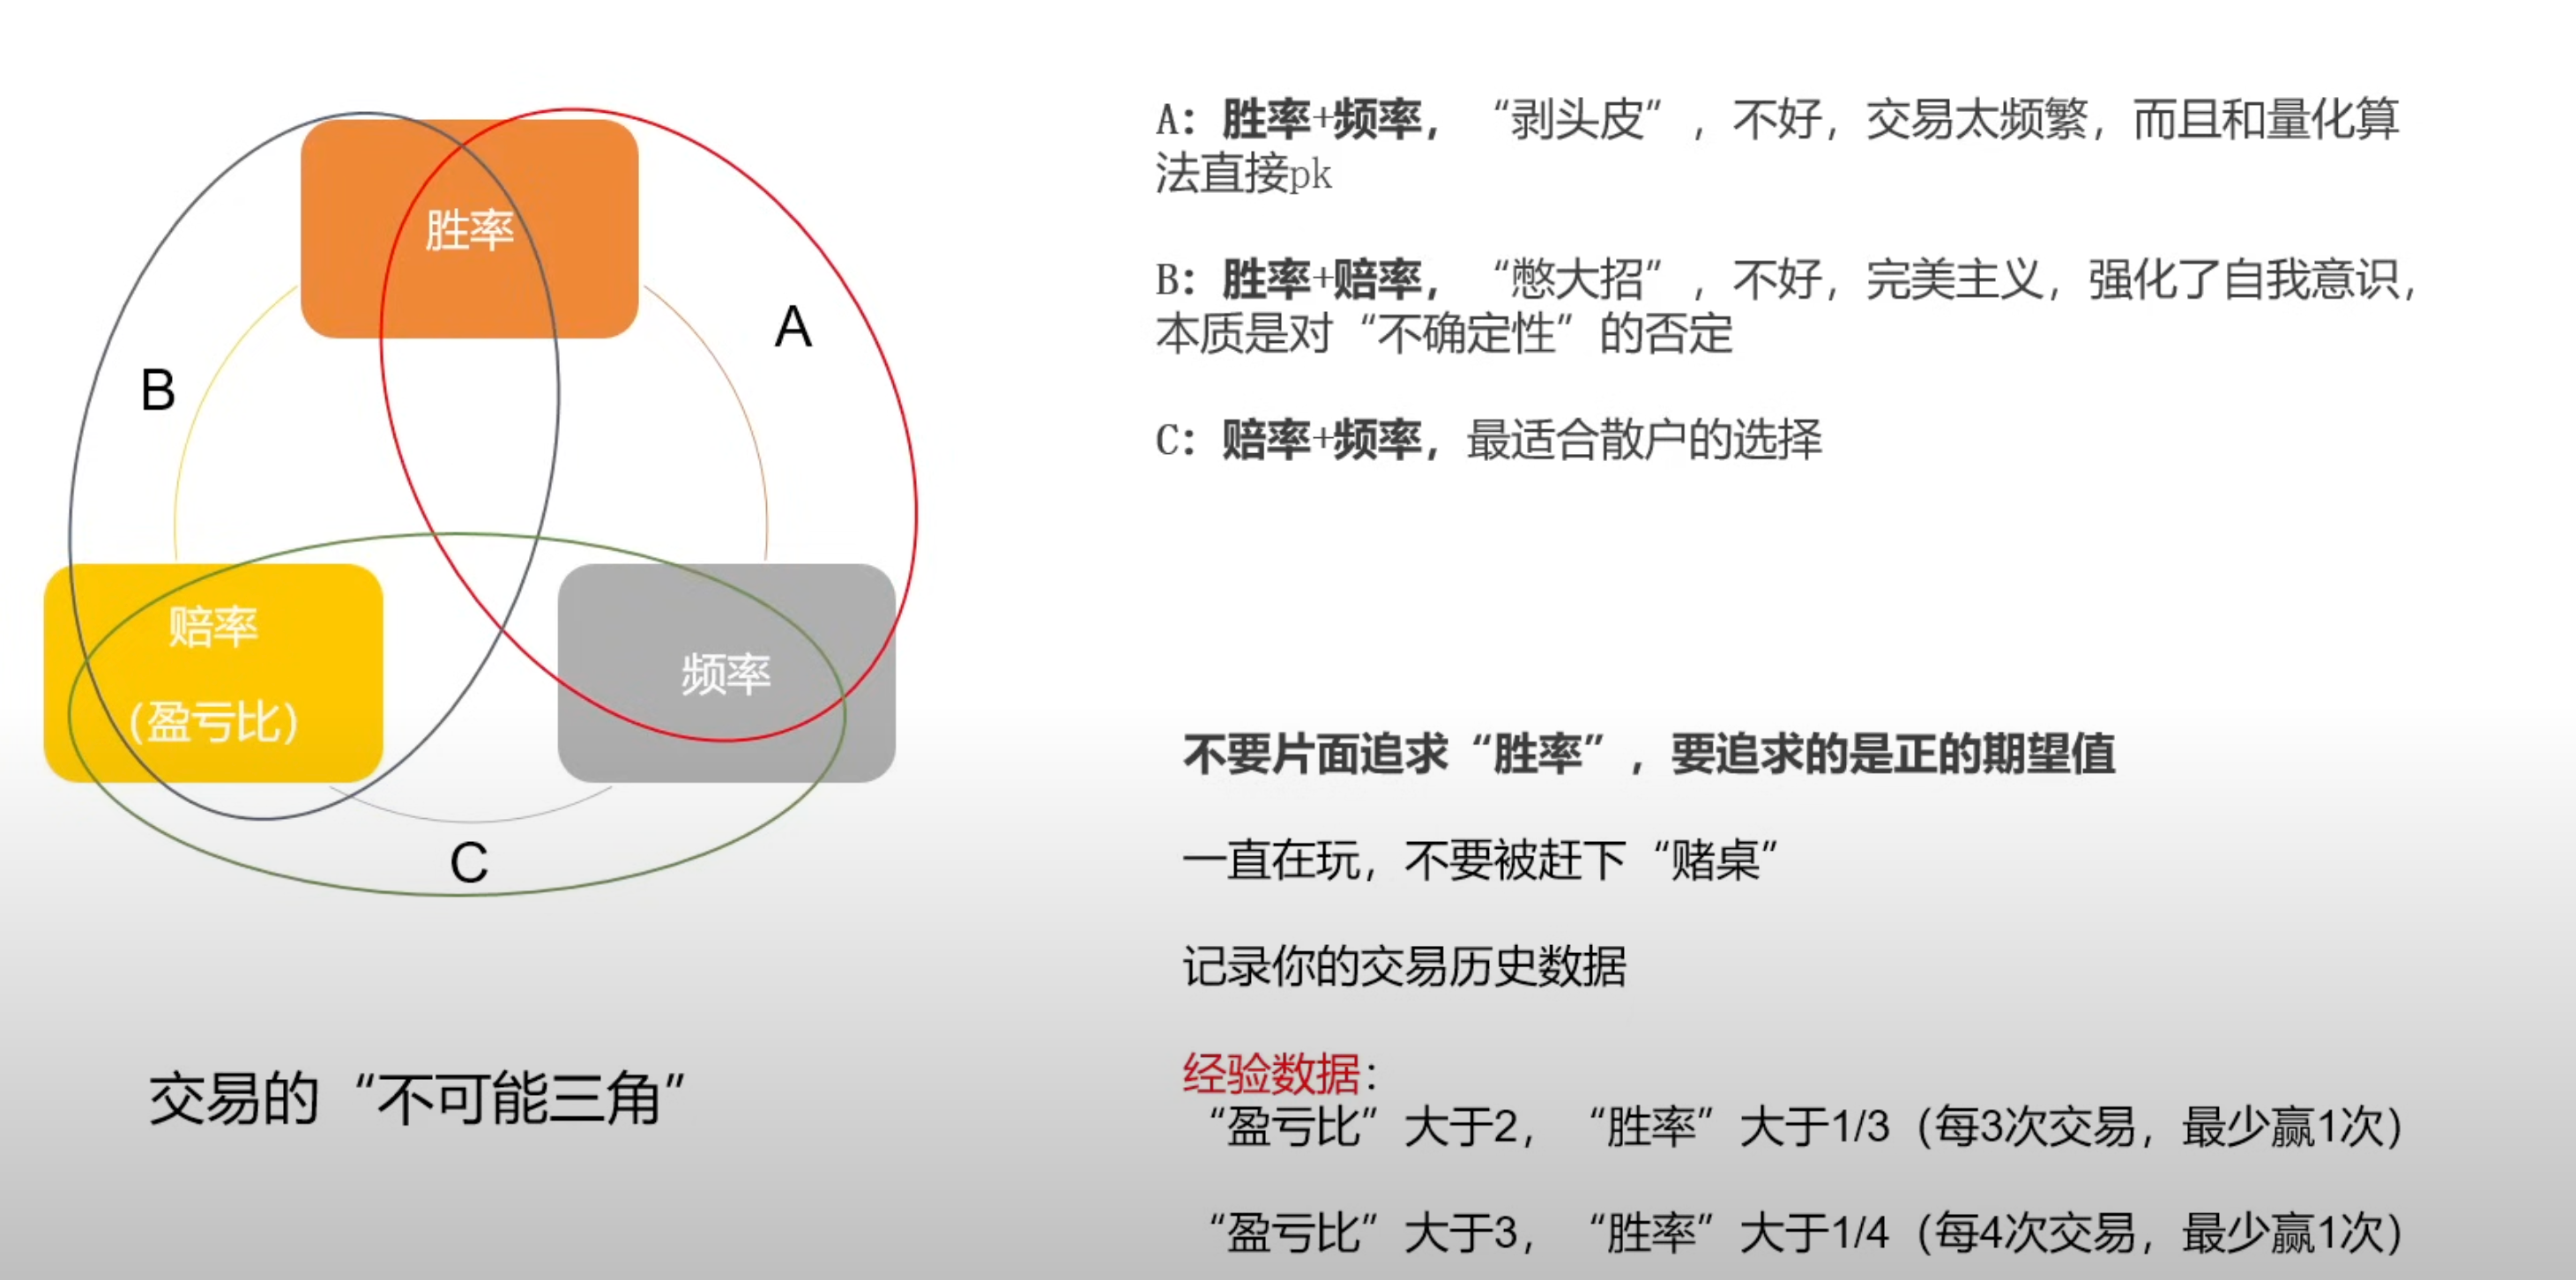 胜率
A
B
赔率
（盈亏比）
频率
C
交易的“不可能三角”
A：胜率+频率，“剥头皮”，不好，交易太频繁，而且和量化算
法直接pk
B：胜率+赔率，“憋大招”，不好，完美主义，强化了自我意识，
本质是对“不确定性”的否定
C：赔率+频率，最适合散户的选择
不要片面追求“胜率”，要追求的是正的期望值
一直在玩，不要被赶下“赌桌”
记录你的交易历史数据
经验数据：
“盈亏比”大于2，“胜率”大于1/3（每3次交易，最少赢1次）
“盈亏比”大于3，“胜率”大于1/4（每4次交易，最少赢1次）